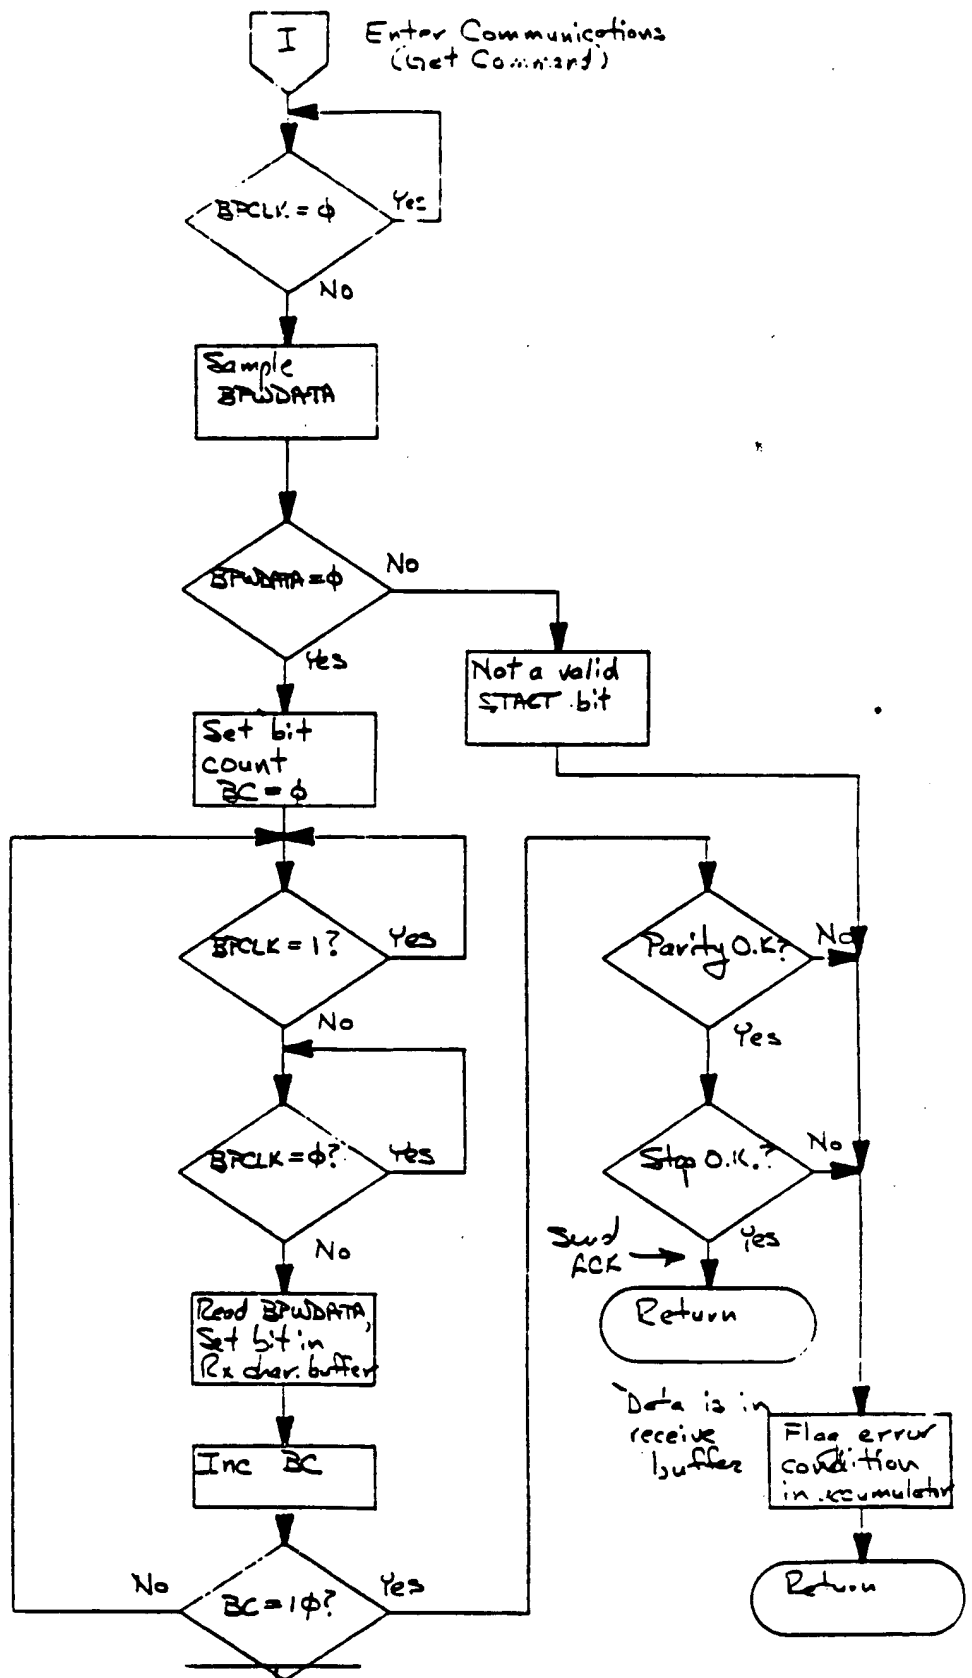 I
Enter Communications
(Get Command)
BPCLK = ϕ
Yes
No
Sample
BPWDATA
BPWDATA = ϕ
No
Yes
Not a valid
START bit
Set bit
count
BC = ϕ
BPCLK = 1?
Yes
No
BPCLK = ϕ?
Yes
No
Read BPWDATA,
Set bit in
Rx char. buffer
Inc BC
BC = 1ϕ?
No
Yes
Parity O.K?
No
Yes
Stop O.K.?
No
Yes
Send
ACK
Return
Data is in
receive
buffer
Flag error
condition
in accumulator
Return